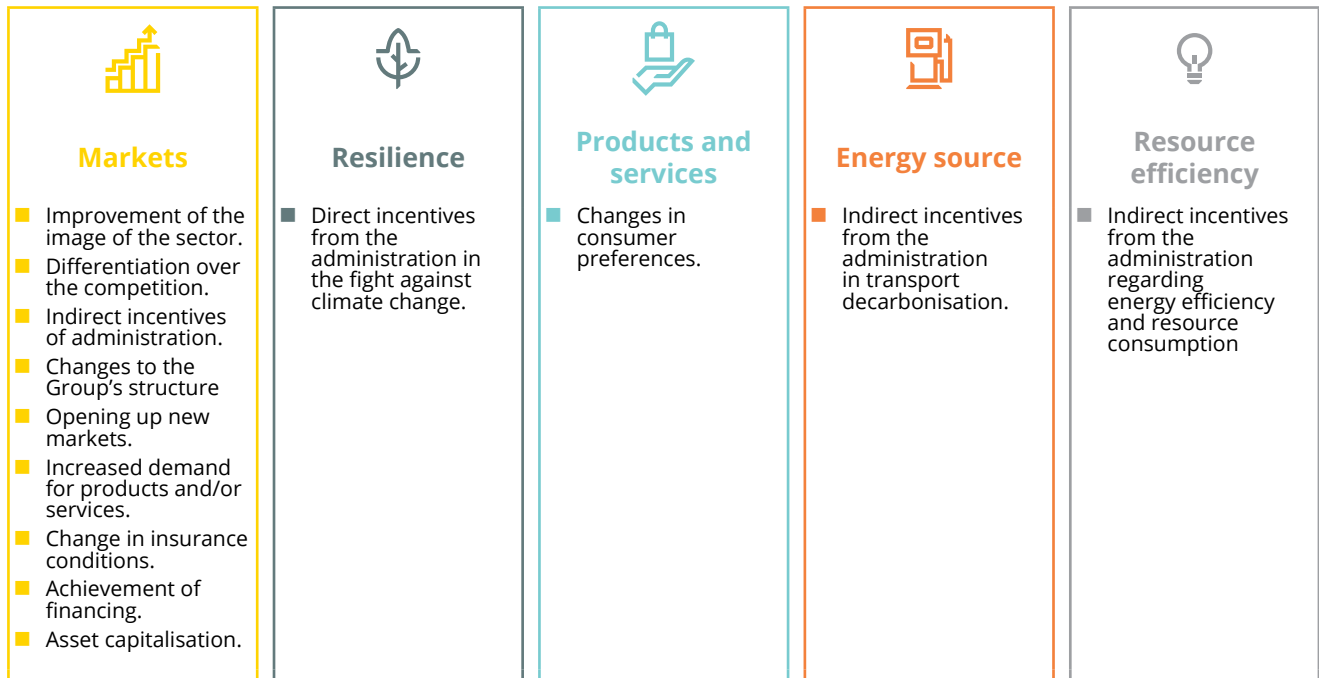 Markets
Improvement of the
image of the sector.
Differentiation over
the competition.
Indirect incentives
of administration.
Changes to the
Group’s structure
Opening up new
markets.
Increased demand
for products and/or
services.
Change in insurance
conditions.
Achievement of
financing.
Asset capitalisation.
Resilience
Direct incentives
from the
administration in
the fight against
climate change.
Products and
services
Changes in
consumer
preferences.
Energy source
Indirect incentives
from the
administration
in transport
decarbonisation.
Resource
efficiency
Indirect incentives
from the
administration
regarding
energy efficiency
and resource
consumption